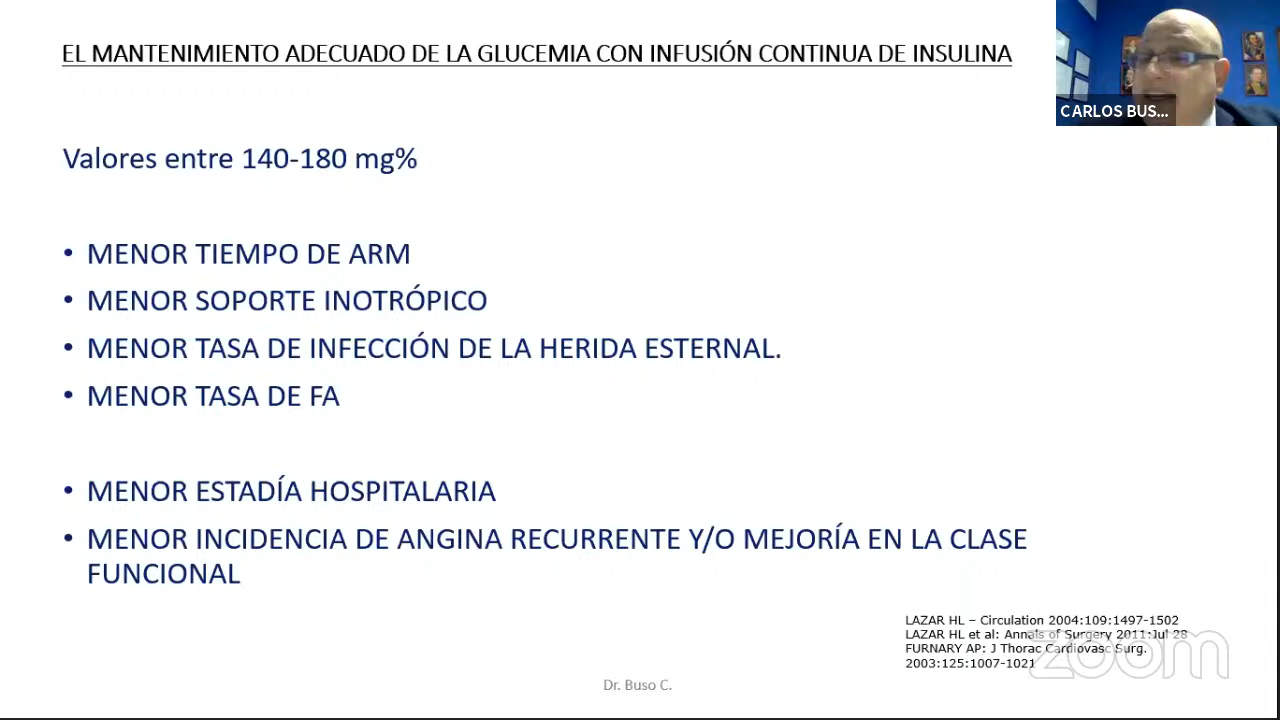 EL MANTENIMIENTO ADECUADO DE LA GLUCEMIA CON INFUSIÓN CONTINUA DE INSULINA
CARLOS BUS...
Valores entre 140-180 mg%
• MENOR TIEMPO DE ARM
• MENOR SOPORTE INOTRÓPICO
• MENOR TASA DE INFECCIÓN DE LA HERIDA ESTERNAL.
• MENOR TASA DE FA
• MENOR ESTADÍA HOSPITALARIA
• MENOR INCIDENCIA DE ANGINA RECURRENTE Y/O MEJORÍA EN LA CLASE
FUNCIONAL
LAZAR HL – Circulation 2004:109:1497-1502
LAZAR HL et al: Annals of Surgery 2011:Jul 28
FURNARY AP: J Thorac Cardiovasc Surg.
2003:125:1007-1021
zoom
Dr. Buso C.